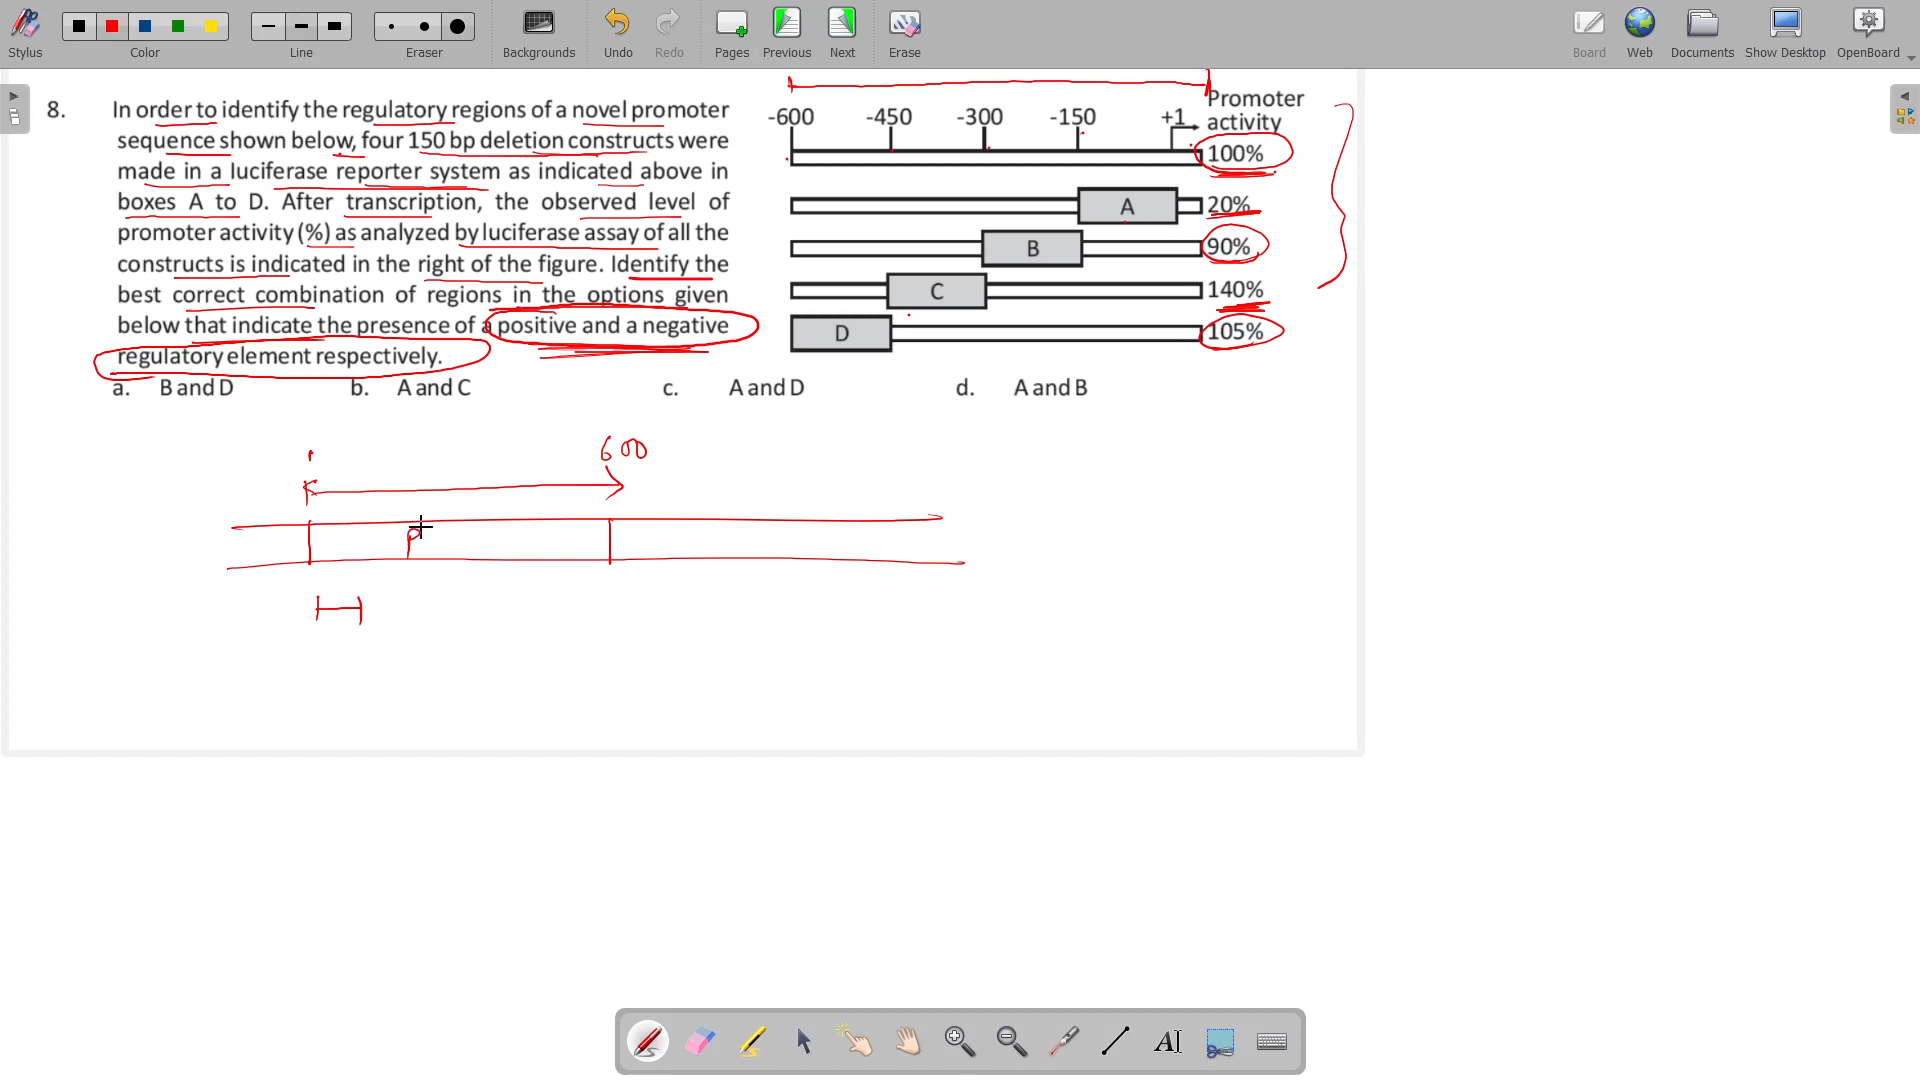 Stylus
Color
Line
Eraser
Backgrounds
Undo
Redo
Pages
Previous
Next
Erase
Board
Web
Documents
Show Desktop
OpenBoard
8. In order to identify the regulatory regions of a novel promoter
sequence shown below, four 150 bp deletion constructs were
made in a luciferase reporter system as indicated above in
boxes A to D. After transcription, the observed level of
promoter activity (%) as analyzed by luciferase assay of all the
constructs is indicated in the right of the figure. Identify the
best correct combination of regions in the options given
below that indicate the presence of a positive and a negative
regulatory element respectively.
-600 -450 -300 -150 +1
Promoter
activity
100%
A 20%
B 90%
C 140%
D 105%
a. B and D b. A and C c. A and D d. A and B
600
P